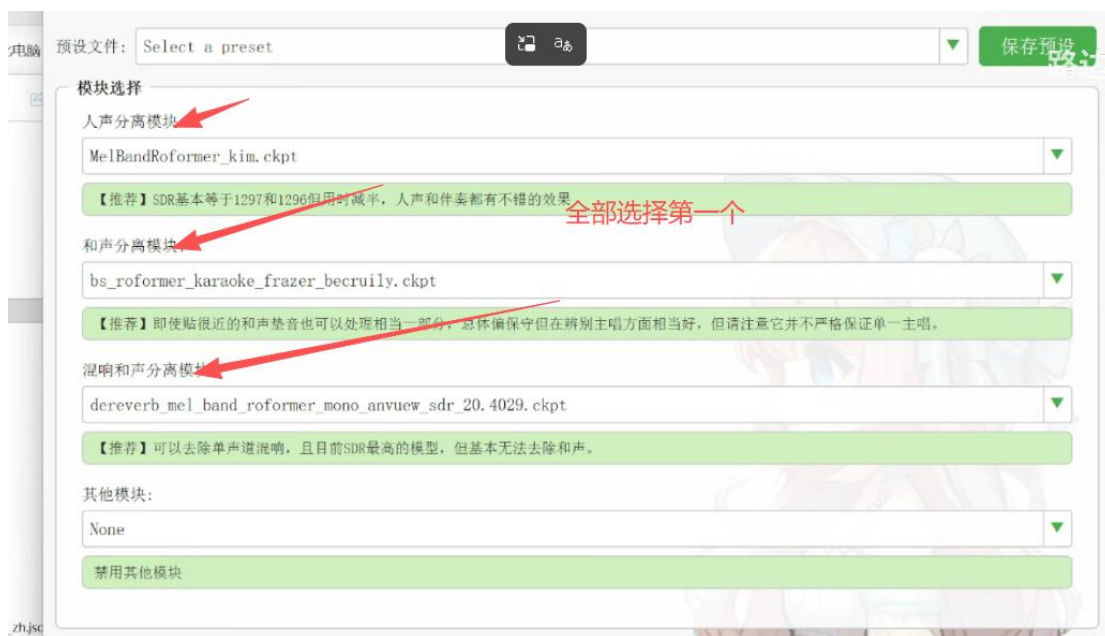 电脑
预设文件: Select a preset
保存预设
路过
模块选择
人声分离模块
MelBandRoformer_kim.ckpt
【推荐】SDR基本等于1297和1296但用时减半，人声和伴奏都有不错的效果
全部选择第一个
和声分离模块:
bs_roformer_karaoke_frazer_becruily.ckpt
【推荐】即使贴很近的和声垫音也可以处理相当一部分，总体偏保守但在辨别主唱方面相当好，但请注意它并不严格保证单一主唱。
混响和声分离模块
dereverb_mel_band_roformer_mono_anvuew_sdr_20.4029.ckpt
【推荐】可以去除单声道混响，且目前SDR最高的模型，但基本无法去除和声。
其他模块:
None
禁用其他模块
_zh.jsc